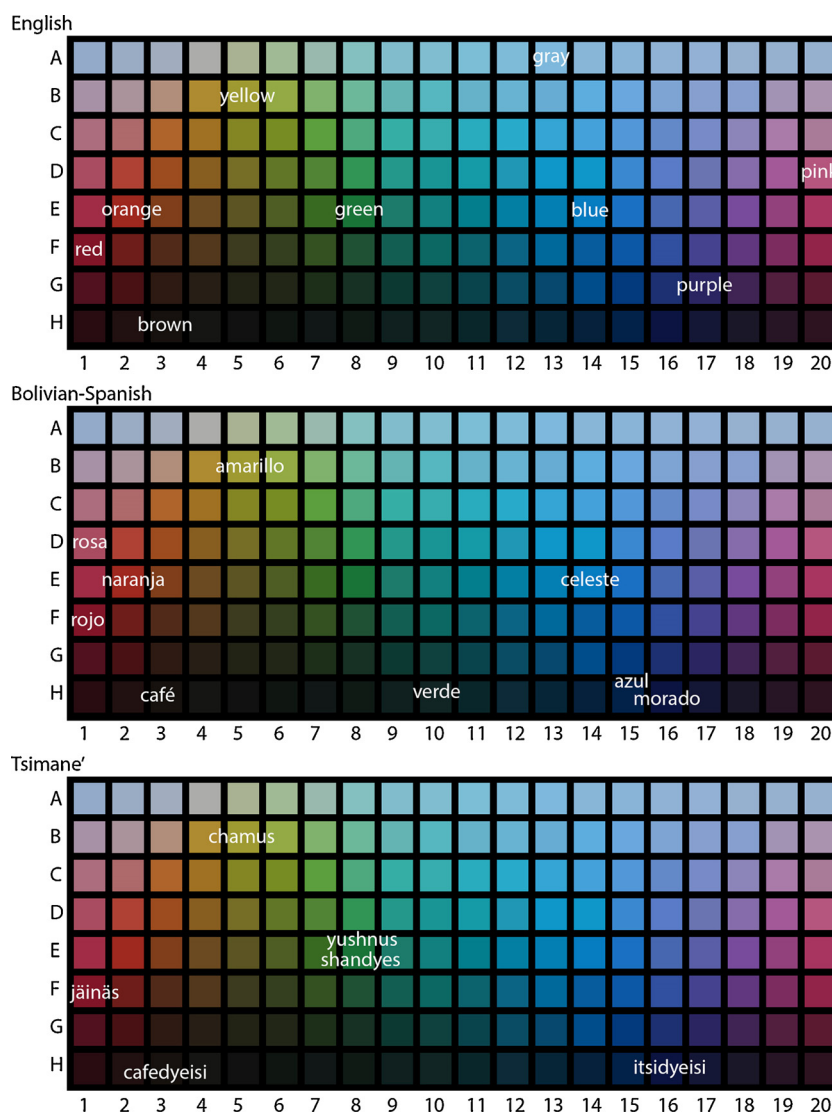 English
A gray
B yellow
C
D pink
E orange green blue
F red
G purple
H brown
1 2 3 4 5 6 7 8 9 10 11 12 13 14 15 16 17 18 19 20
Bolivian-Spanish
A
B amarillo
C
D rosa
E naranja celeste
F rojo
G
azul
H café verde morado
1 2 3 4 5 6 7 8 9 10 11 12 13 14 15 16 17 18 19 20
Tsimane′
A
B chamus
C
D
yushnus
E shandyes
F jäinäs
G
H cafedyeisi itsidyeisi
1 2 3 4 5 6 7 8 9 10 11 12 13 14 15 16 17 18 19 20